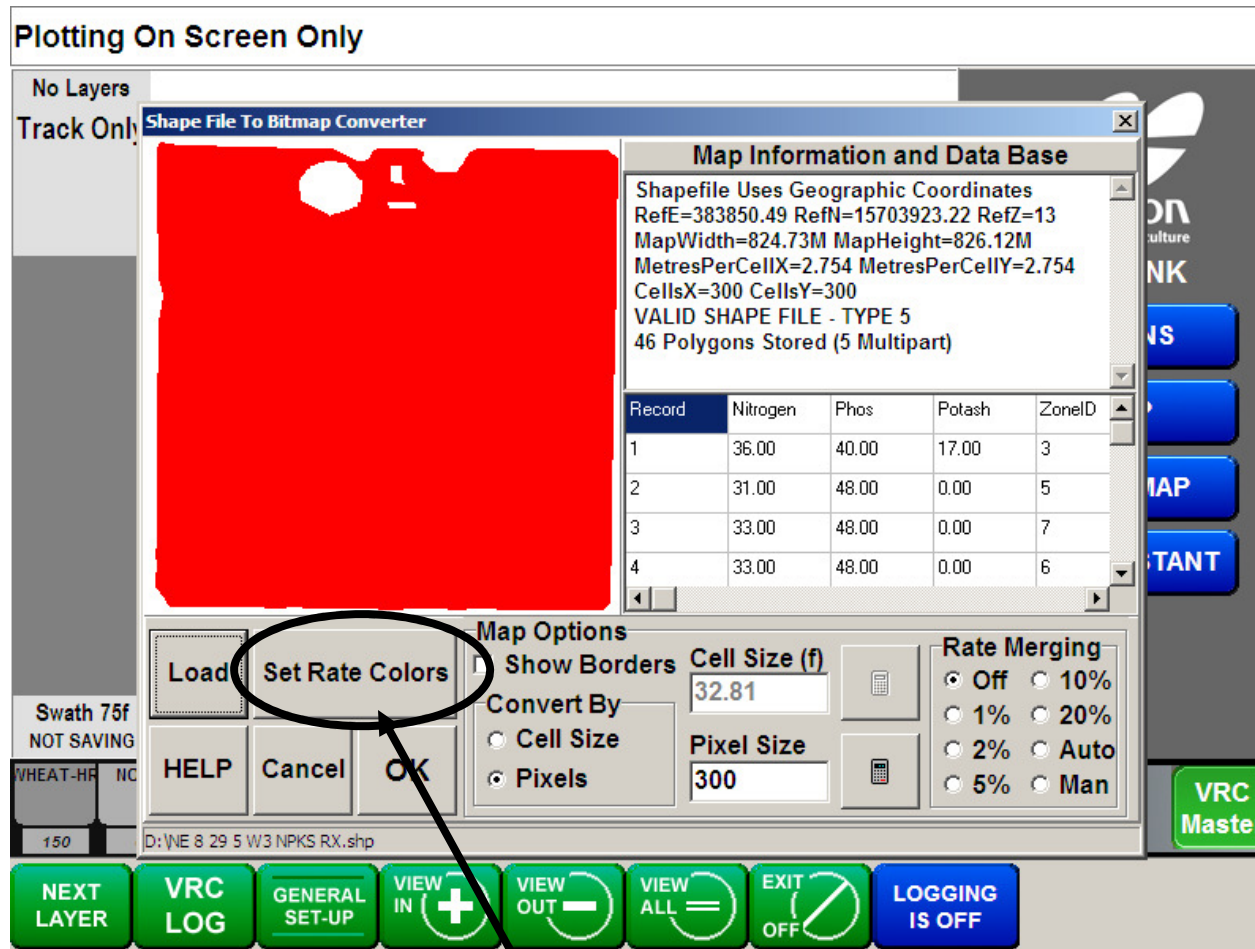 Plotting On Screen Only
No Layers
Track Only
Shape File To Bitmap Converter
Map Information and Data Base
Shapefile Uses Geographic Coordinates
RefE=383850.49 RefN=15703923.22 RefZ=13
MapWidth=824.73M MapHeight=826.12M
MetresPerCellX=2.754 MetresPerCellY=2.754
CellsX=300 CellsY=300
VALID SHAPE FILE - TYPE 5
46 Polygons Stored (5 Multipart)
Record Nitrogen Phos Potash ZoneID
1 36.00 40.00 17.00 3
2 31.00 48.00 0.00 5
3 33.00 48.00 0.00 7
4 33.00 48.00 0.00 6
on
culture
NK
NS
P
MAP
STANT
Load
Set Rate Colors
HELP
Cancel
OK
Map Options
Show Borders
Convert By
Cell Size
Pixels
Cell Size (f)
32.81
Pixel Size
300
Rate Merging
Off 10%
1% 20%
2% Auto
5% Man
D:\NE 8 29 5 W3 NPKS RX.shp
Swath 75f
NOT SAVING
WHEAT-HR NO
150
VRC
Maste
NEXT
LAYER
VRC
LOG
GENERAL
SET-UP
VIEW
IN
VIEW
OUT
VIEW
ALL
EXIT
OFF
LOGGING
IS OFF